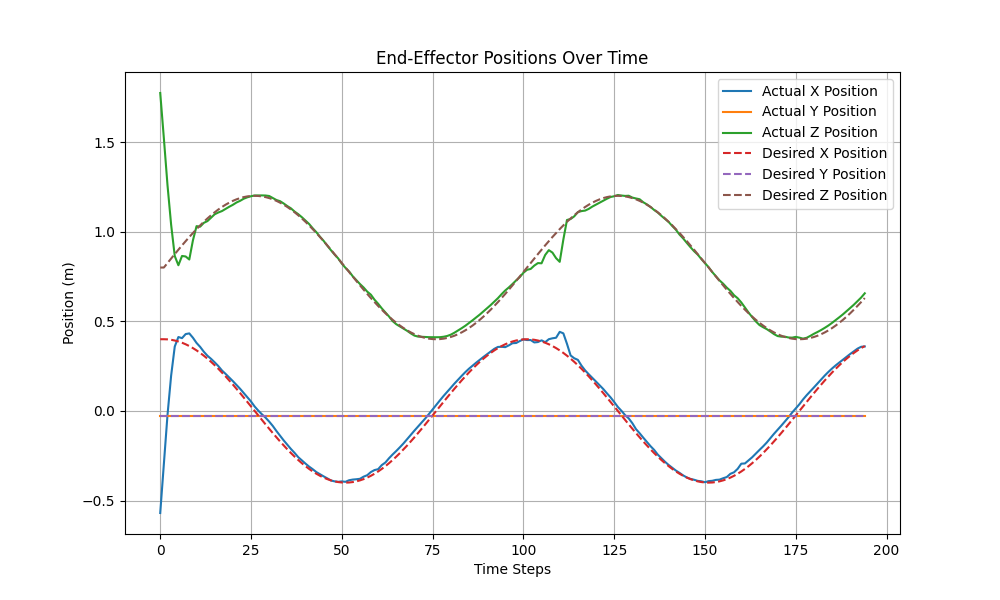 End-Effector Positions Over Time
Actual X Position
Actual Y Position
Actual Z Position
Desired X Position
Desired Y Position
Desired Z Position
Position (m)
1.5
1.0
0.5
0.0
−0.5
0 25 50 75 100 125 150 175 200
Time Steps